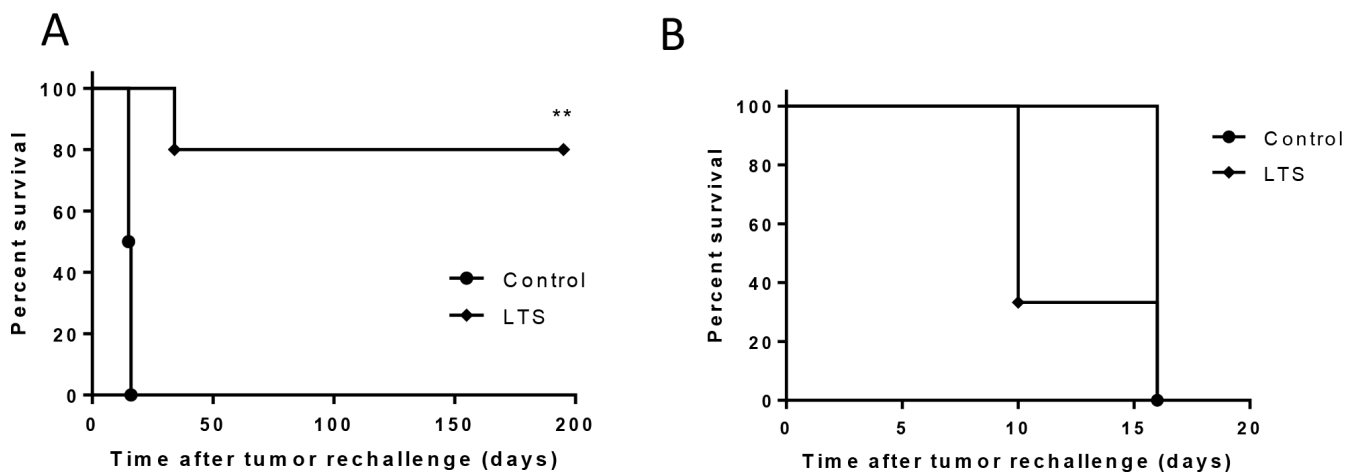 A
Percent survival
100
80
60
40
20
0
0 50 100 150 200
Time after tumor rechallenge (days)
**
Control
LTS
B
Percent survival
100
80
60
40
20
0
0 5 10 15 20
Time after tumor rechallenge (days)
Control
LTS